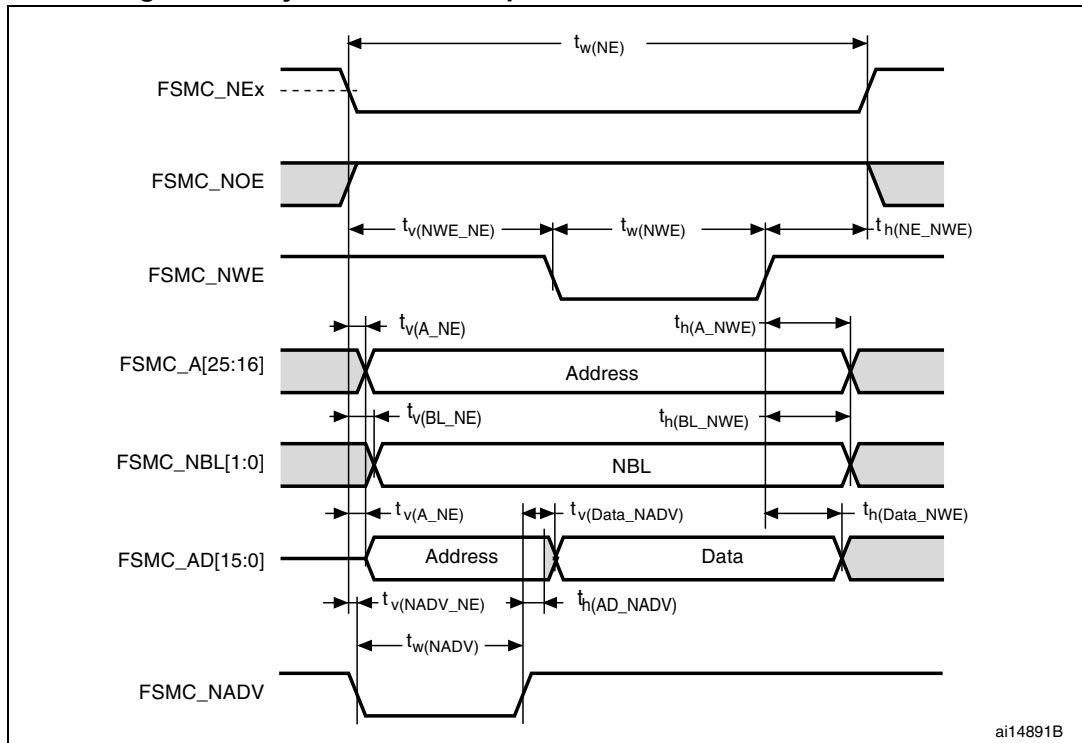 t_w(NE)
FSMC_NEx
FSMC_NOE
t_v(NWE_NE) t_w(NWE) t_h(NE_NWE)
FSMC_NWE
t_v(A_NE) t_h(A_NWE)
FSMC_A[25:16] Address
t_v(BL_NE) t_h(BL_NWE)
FSMC_NBL[1:0] NBL
t_v(A_NE) t_v(Data_NADV) t_h(Data_NWE)
FSMC_AD[15:0] Address Data
t_v(NADV_NE) t_h(AD_NADV)
t_w(NADV)
FSMC_NADV
ai14891B